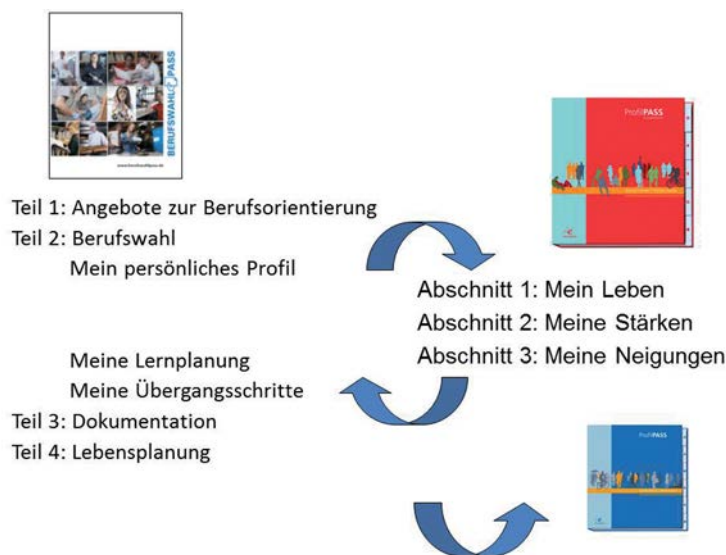 BERUFSWAHL PASS
www.berufswahlpass.de
Teil 1: Angebote zur Berufsorientierung
Teil 2: Berufswahl
Mein persönliches Profil
Meine Lernplanung
Meine Übergangsschritte
Teil 3: Dokumentation
Teil 4: Lebensplanung
ProfilPASS
Abschnitt 1: Mein Leben
Abschnitt 2: Meine Stärken
Abschnitt 3: Meine Neigungen
ProfilPASS